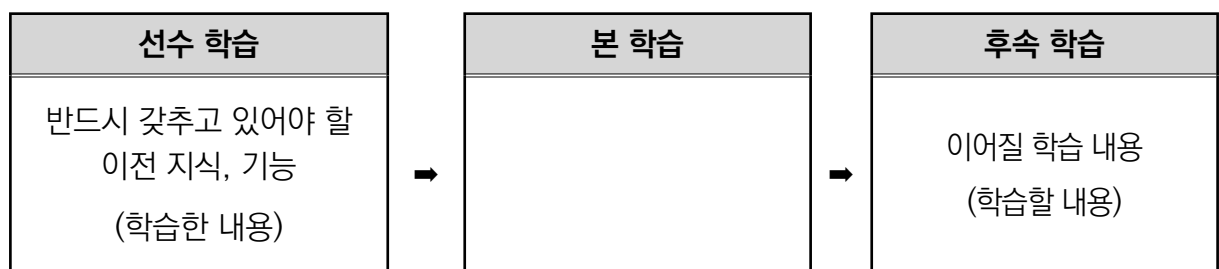 선수 학습
반드시 갖추고 있어야 할
이전 지식, 기능
(학습한 내용)
➡
본 학습
➡
후속 학습
이어질 학습 내용
(학습할 내용)